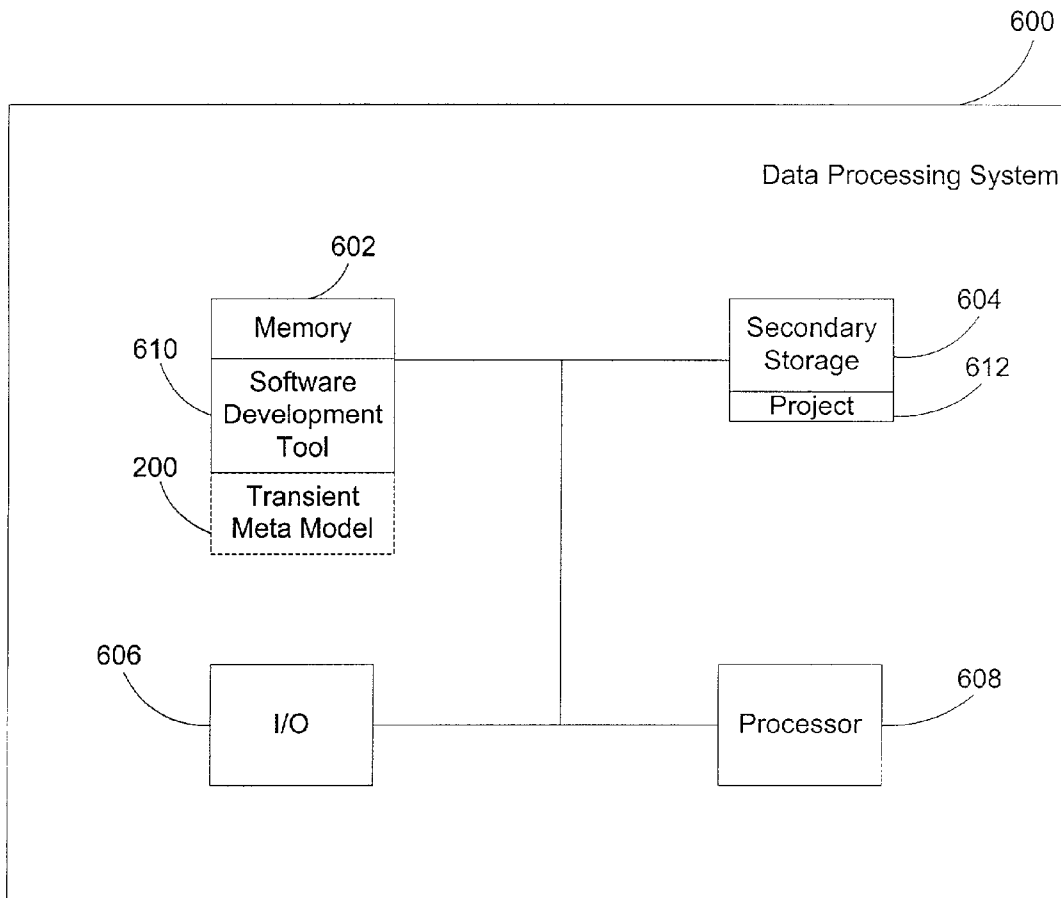 600
Data Processing System
602
Memory
604
Secondary
Storage
610
Software
Development
Tool
612
Project
200
Transient
Meta Model
606
I/O
608
Processor